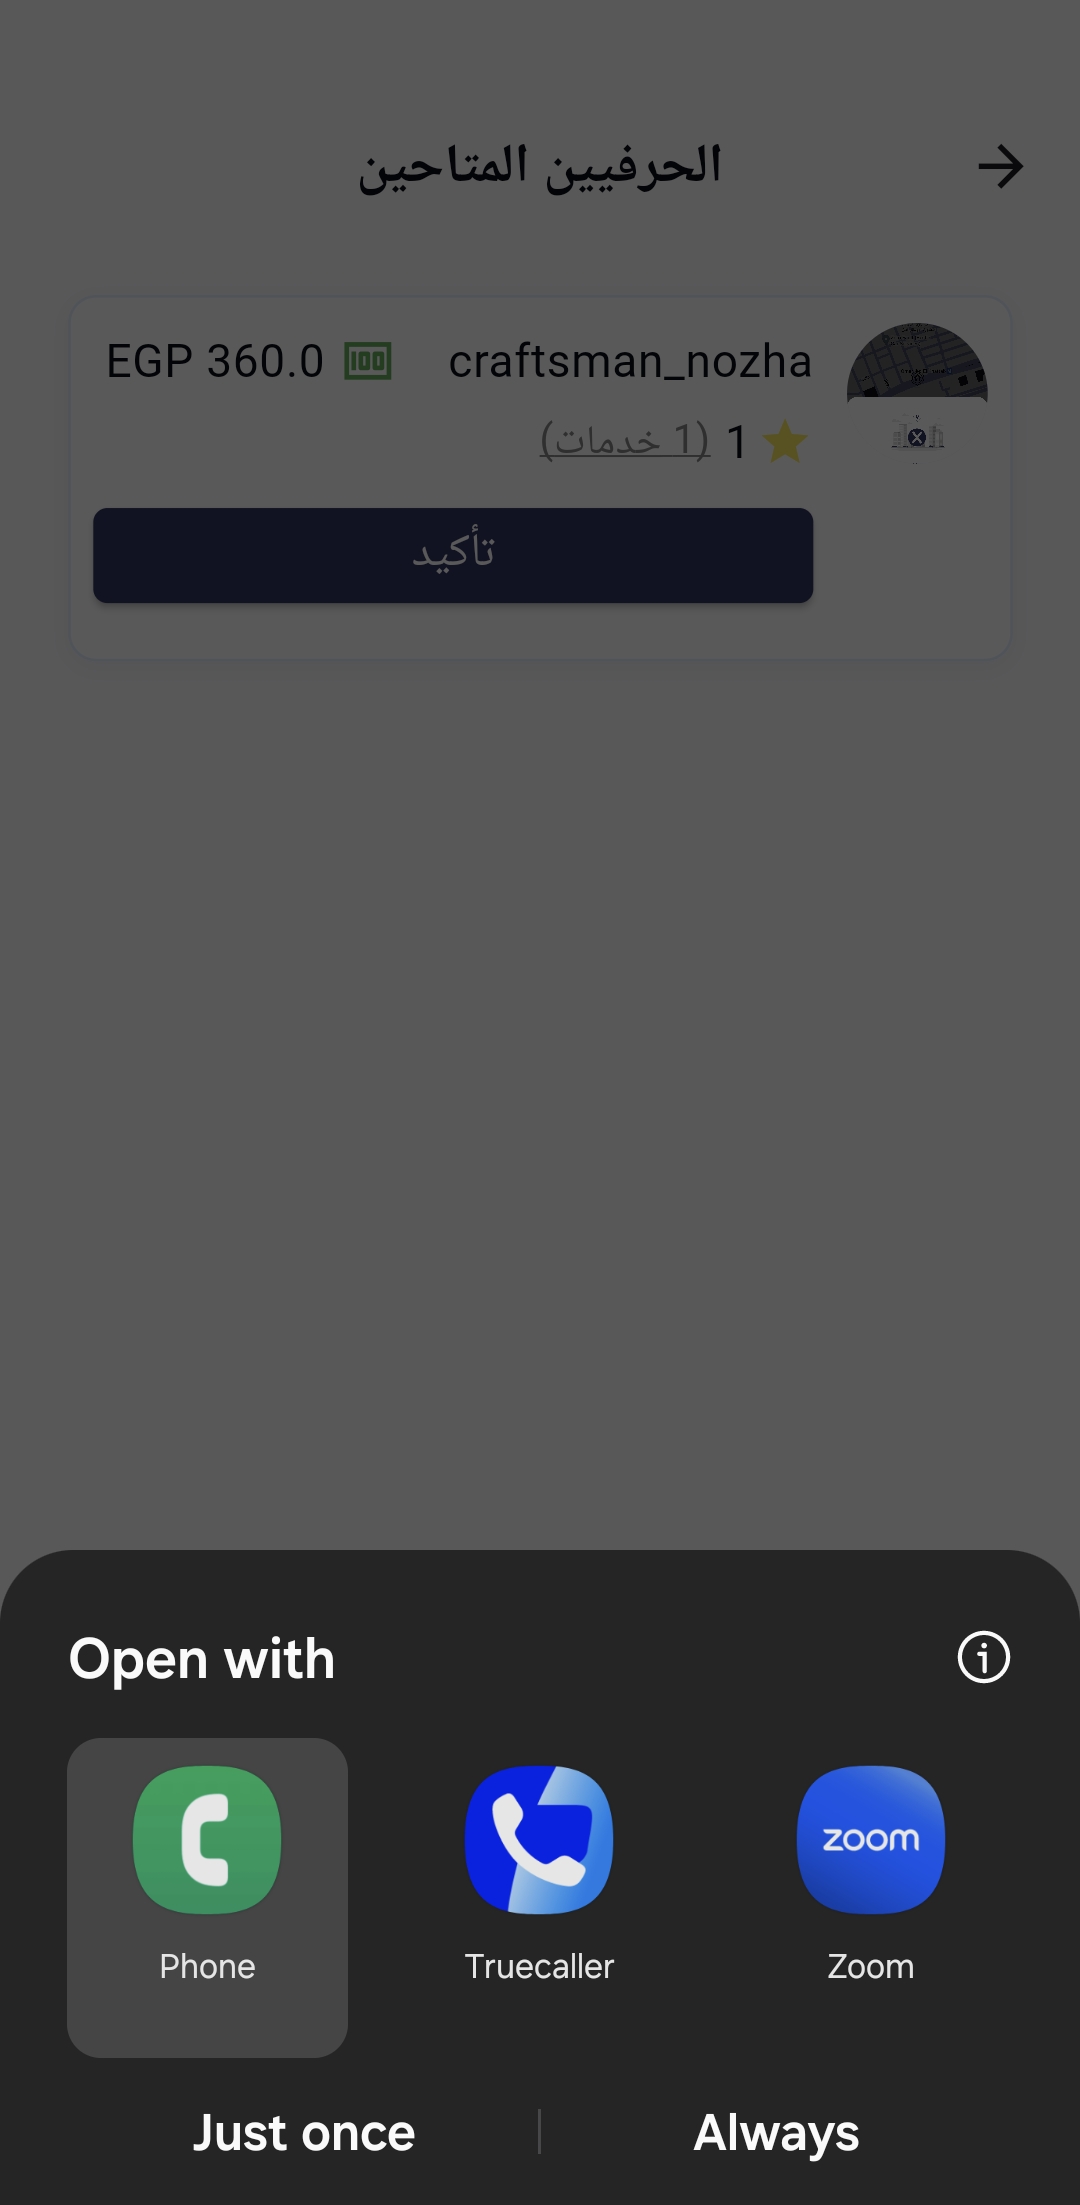 الحرفيين المتاحين
craftsman_nozha
EGP 360.0
1 (1 خدمات)
تأكيد
Open with
zoom
Phone
Truecaller
Zoom
Just once
Always